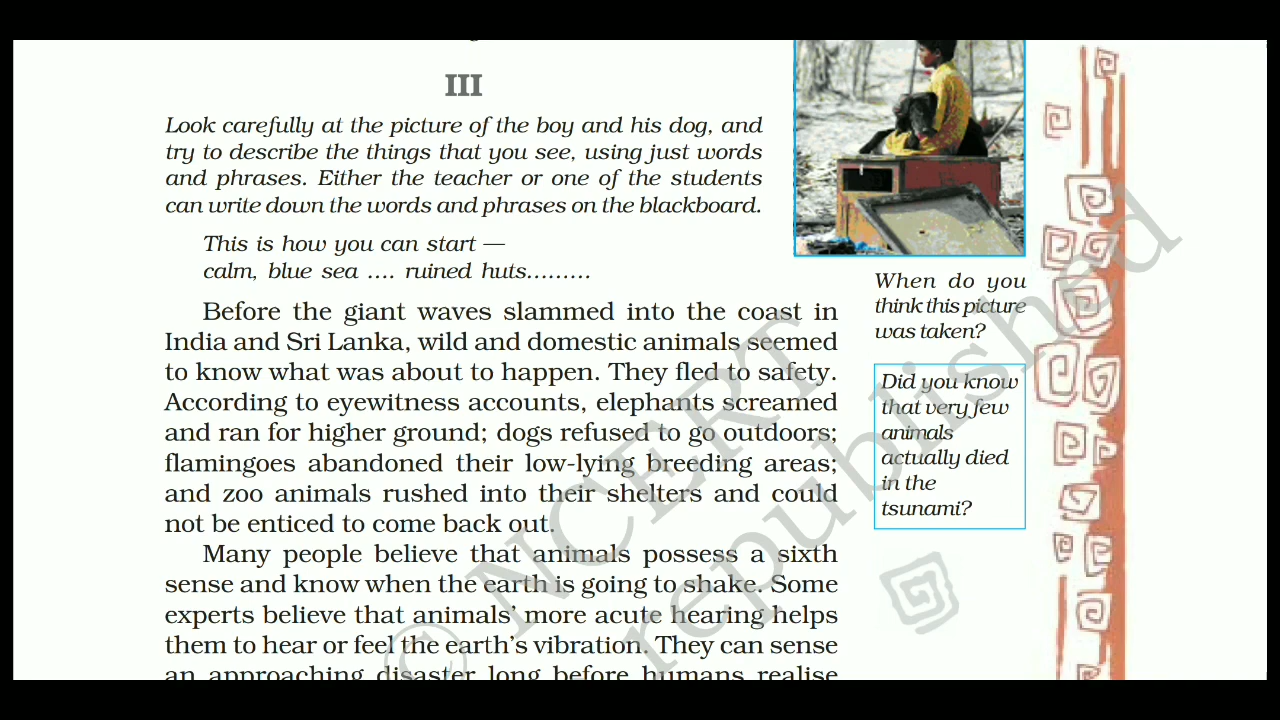 III
Look carefully at the picture of the boy and his dog, and
try to describe the things that you see, using just words
and phrases. Either the teacher or one of the students
can write down the words and phrases on the blackboard.
This is how you can start —
calm, blue sea .... ruined huts.........
Before the giant waves slammed into the coast in
India and Sri Lanka, wild and domestic animals seemed
to know what was about to happen. They fled to safety.
According to eyewitness accounts, elephants screamed
and ran for higher ground; dogs refused to go outdoors;
flamingoes abandoned their low-lying breeding areas;
and zoo animals rushed into their shelters and could
not be enticed to come back out.
Many people believe that animals possess a sixth
sense and know when the earth is going to shake. Some
experts believe that animals' more acute hearing helps
them to hear or feel the earth's vibration. They can sense
an approaching disaster long before humans realise
When do you
think this picture
was taken?
Did you know
that very few
animals
actually died
in the
tsunami?
© NCERT
republished